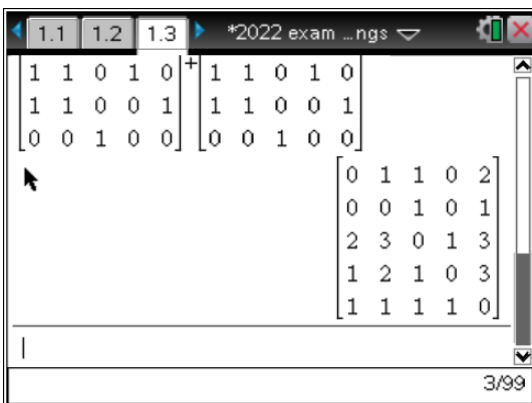 1.1 1.2 1.3 *2022 exam …ngs
1 1 0 1 0 + 1 1 0 1 0
1 1 0 0 1 1 1 0 0 1
0 0 1 0 0 0 0 1 0 0
0 1 1 0 2
0 0 1 0 1
2 3 0 1 3
1 2 1 0 3
1 1 1 1 0
3/99